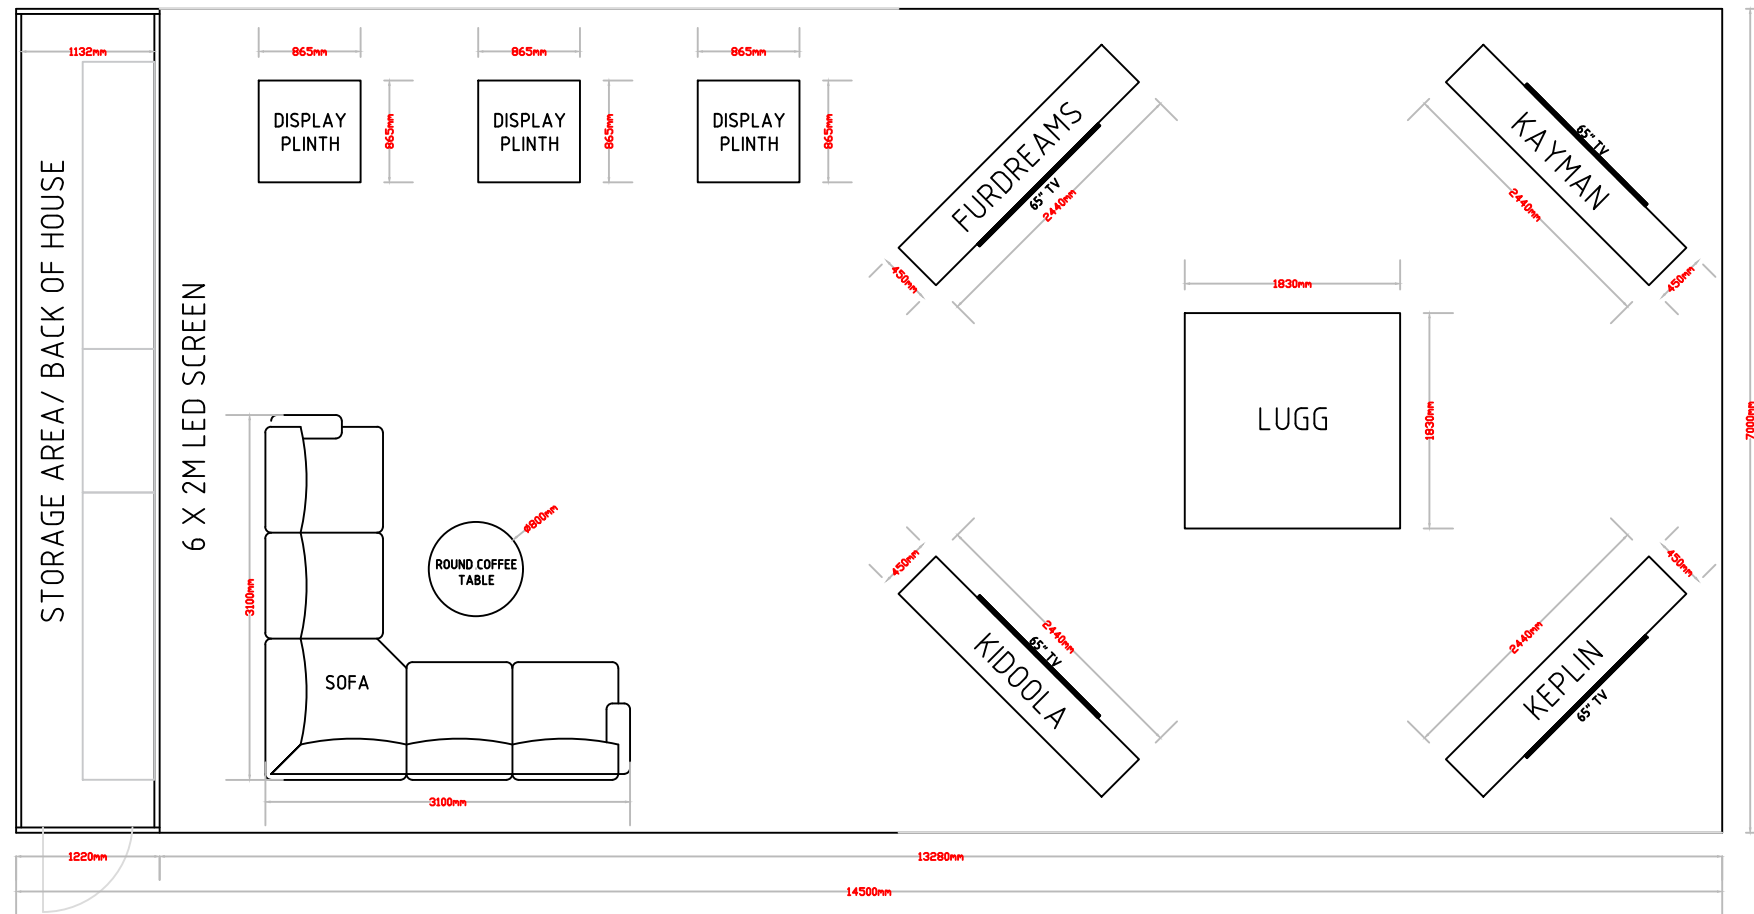 1132mm
865mm
865mm
865mm
DISPLAY
PLINTH
865mm
DISPLAY
PLINTH
865mm
DISPLAY
PLINTH
865mm
FURDREAMS
65" TV
2440mm
450mm
KAYMAN
65" TV
2440mm
450mm
STORAGE AREA/ BACK OF HOUSE
6 X 2M LED SCREEN
1830mm
LUGG
1830mm
7000mm
3100mm
SOFA
3100mm
Ø800mm
ROUND COFFEE
TABLE
450mm
2440mm
65" TV
KIDOOLA
450mm
2440mm
KEPLIN
65" TV
1220mm
13280mm
14500mm